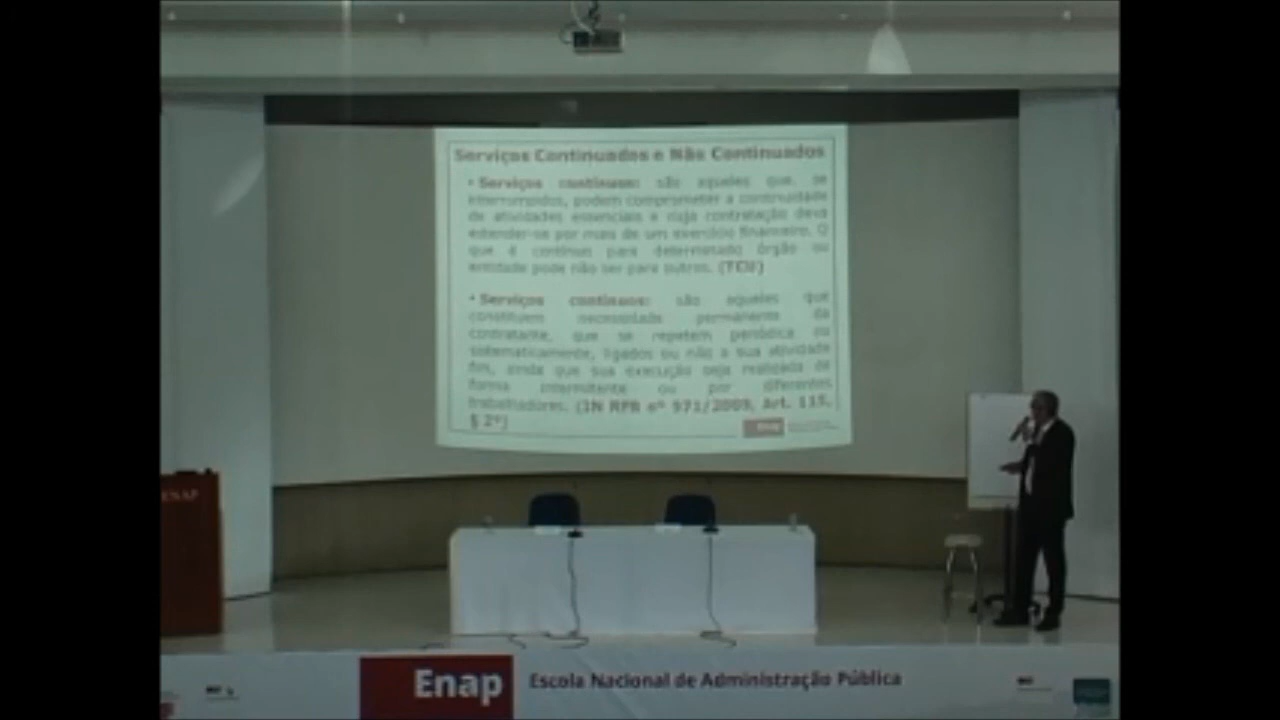 Serviços Continuados e Não Continuados
• Serviços contínuos: são aqueles que, se
interrompidos, podem comprometer a continuidade
de atividades essenciais e cuja contratação deva
estender-se por mais de um exercício financeiro. O
que é contínuo para determinado órgão ou
entidade pode não ser para outros. (TCU)
• Serviços contínuos: são aqueles que
constituem necessidade permanente da
contratante, que se repetem periódica ou
sistematicamente, ligados ou não a sua atividade
fim, ainda que sua execução seja realizada de
forma intermitente ou por diferentes
trabalhadores. (IN RFB nº 971/2009, Art. 115,
§ 2º)
Enap
ENAP
Enap Escola Nacional de Administração Pública